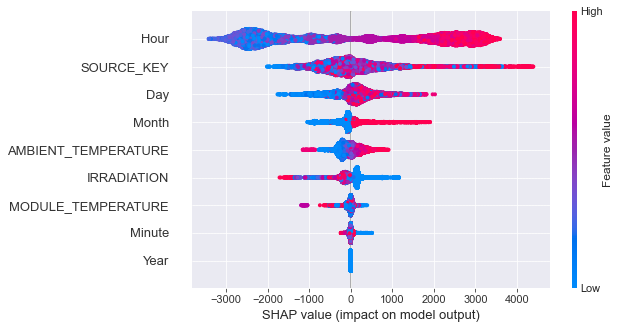 High
Hour
SOURCE_KEY
Day
Month
AMBIENT_TEMPERATURE
IRRADIATION
MODULE_TEMPERATURE
Minute
Year
Feature value
Low
−3000 −2000 −1000 0 1000 2000 3000 4000
SHAP value (impact on model output)